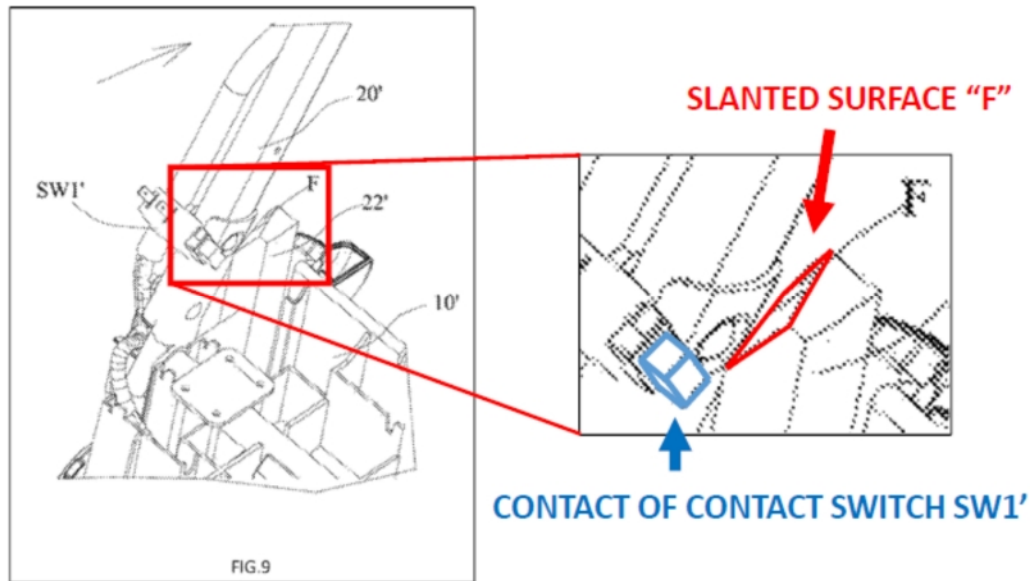 20'
SW1'
F
22'
10'
FIG.9
SLANTED SURFACE “F”
F
CONTACT OF CONTACT SWITCH SW1’